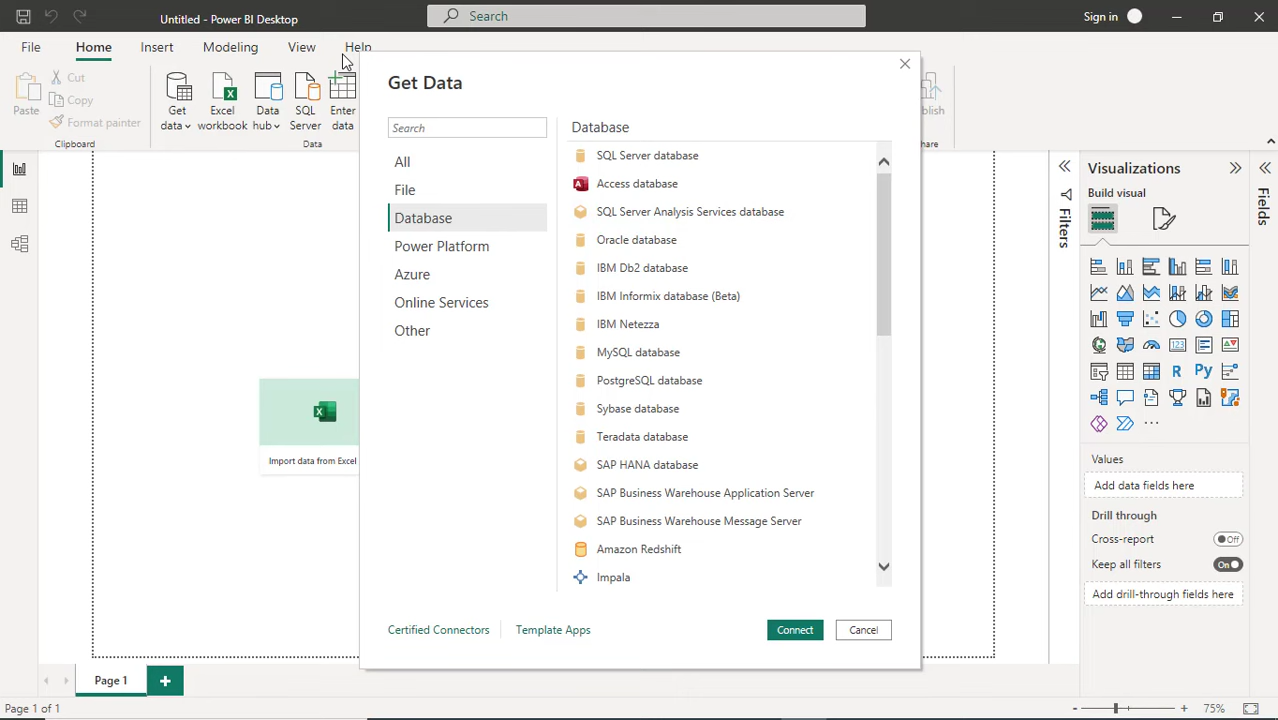 Untitled - Power BI Desktop
Search
Sign in
File
Home
Insert
Modeling
View
Help
Paste
Cut
Copy
Format painter
Clipboard
Get data
Excel workbook
Data hub
SQL Server
Enter data
Data
Get Data
Search
All
File
Database
Power Platform
Azure
Online Services
Other
Database
SQL Server database
Access database
SQL Server Analysis Services database
Oracle database
IBM Db2 database
IBM Informix database (Beta)
IBM Netezza
MySQL database
PostgreSQL database
Sybase database
Teradata database
SAP HANA database
SAP Business Warehouse Application Server
SAP Business Warehouse Message Server
Amazon Redshift
Impala
Certified Connectors
Template Apps
Connect
Cancel
Import data from Excel
Filters
Visualizations
Build visual
123
R
Py
Values
Add data fields here
Drill through
Cross-report
Off
Keep all filters
On
Add drill-through fields here
Fields
Page 1
Page 1 of 1
75%